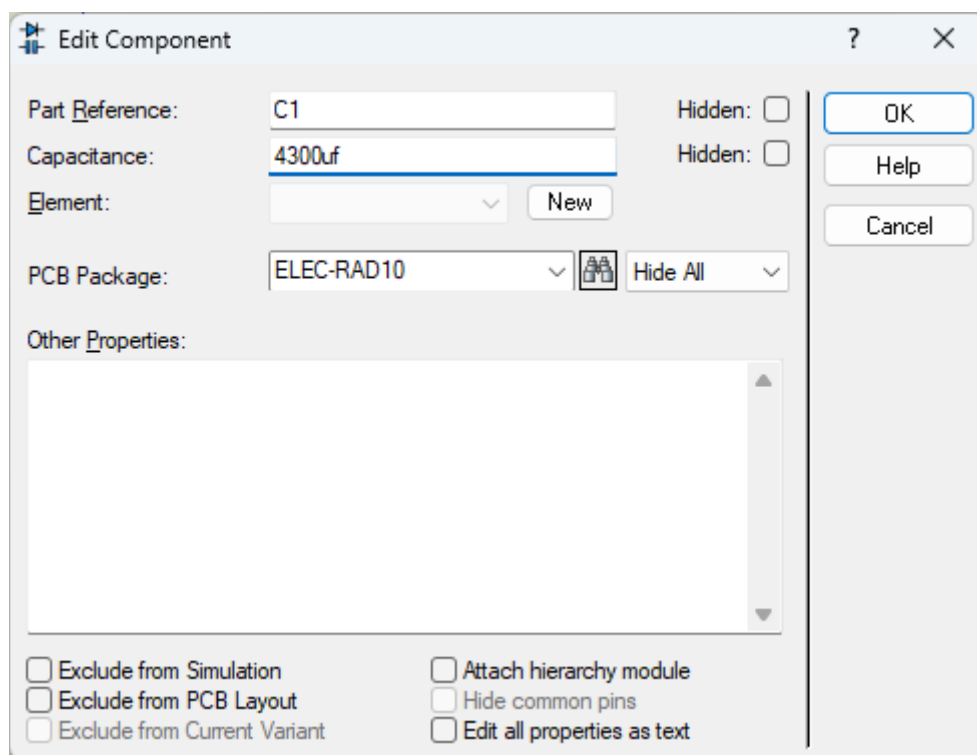 Edit Component
?
Part Reference:
C1
Hidden:
OK
Capacitance:
4300uf
Hidden:
Help
Element:
New
Cancel
PCB Package:
ELEC-RAD10
Hide All
Other Properties:
Exclude from Simulation
Attach hierarchy module
Exclude from PCB Layout
Hide common pins
Exclude from Current Variant
Edit all properties as text